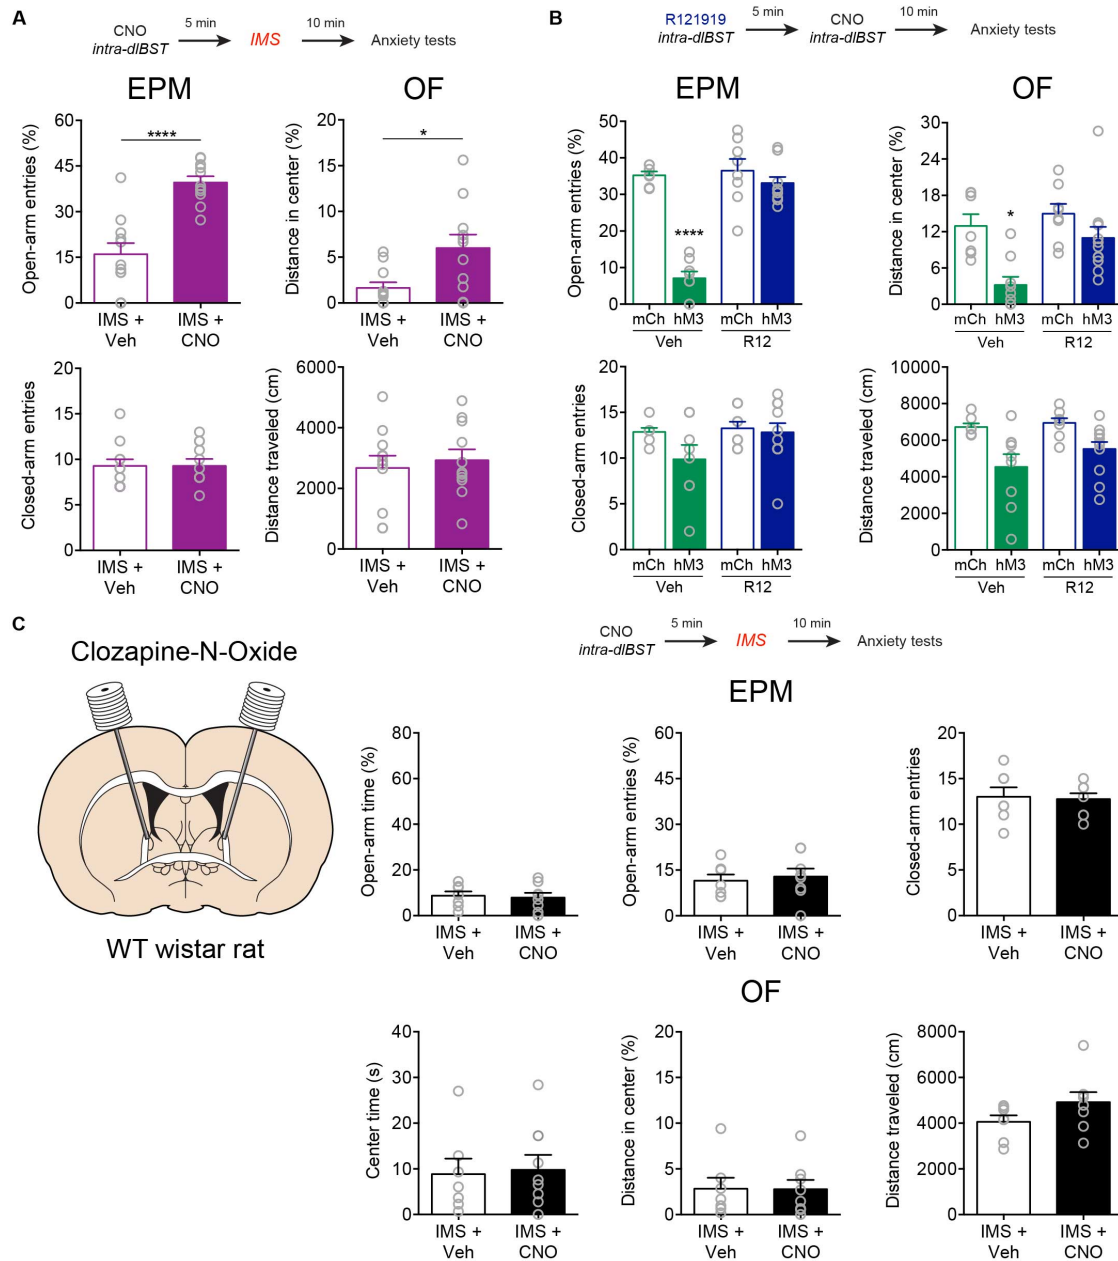 A
CNO
intra-dlBST
5 min
IMS
10 min
Anxiety tests
EPM
OF
Open-arm entries (%)
60
45
30
15
0
****
IMS +
Veh
IMS +
CNO
Distance in center (%)
20
15
10
5
0
*
IMS +
Veh
IMS +
CNO
Closed-arm entries
20
15
10
5
0
IMS +
Veh
IMS +
CNO
Distance traveled (cm)
6000
4000
2000
0
IMS +
Veh
IMS +
CNO
B
R121919
intra-dlBST
5 min
CNO
intra-dlBST
10 min
Anxiety tests
EPM
OF
Open-arm entries (%)
50
40
30
20
10
0
****
mCh hM3 mCh hM3
Veh R12
Distance in center (%)
30
24
18
12
6
0
*
mCh hM3 mCh hM3
Veh R12
Closed-arm entries
20
15
10
5
0
mCh hM3 mCh hM3
Veh R12
Distance traveled (cm)
10000
8000
6000
4000
2000
0
mCh hM3 mCh hM3
Veh R12
C
Clozapine-N-Oxide
WT wistar rat
CNO
intra-dlBST
5 min
IMS
10 min
Anxiety tests
EPM
Open-arm time (%)
80
60
40
20
0
IMS +
Veh
IMS +
CNO
Open-arm entries (%)
60
45
30
15
0
IMS +
Veh
IMS +
CNO
Closed-arm entries
20
15
10
5
0
IMS +
Veh
IMS +
CNO
OF
Center time (s)
40
30
20
10
0
IMS +
Veh
IMS +
CNO
Distance in center (%)
20
15
10
5
0
IMS +
Veh
IMS +
CNO
Distance traveled (cm)
8000
6000
4000
2000
0
IMS +
Veh
IMS +
CNO